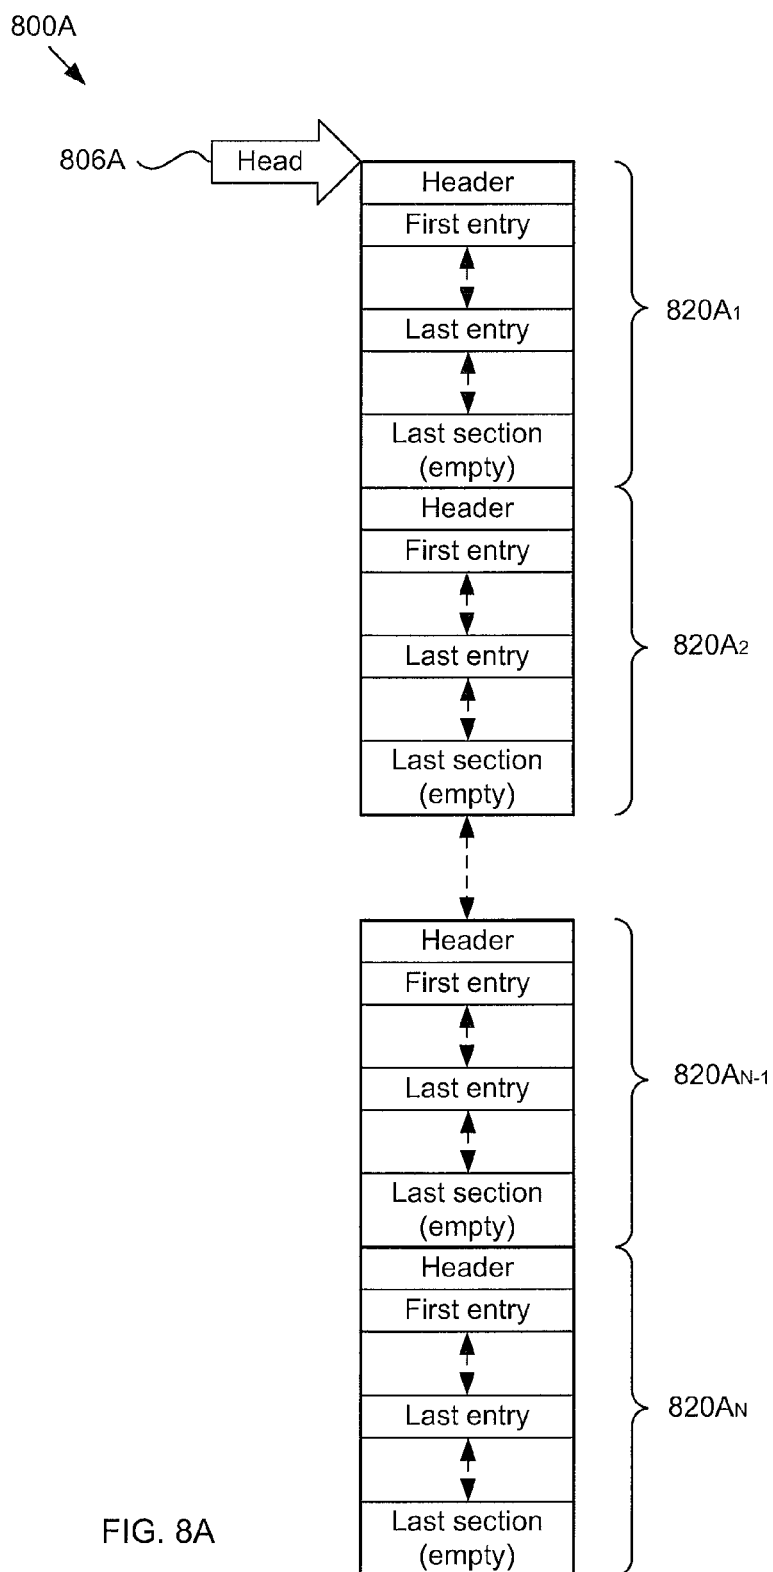 800A
806A
Head
Header
First entry
Last entry
820A1
Last section
(empty)
Header
First entry
Last entry
820A2
Last section
(empty)
Header
First entry
Last entry
820AN-1
Last section
(empty)
Header
First entry
Last entry
820AN
Last section
(empty)
FIG. 8A